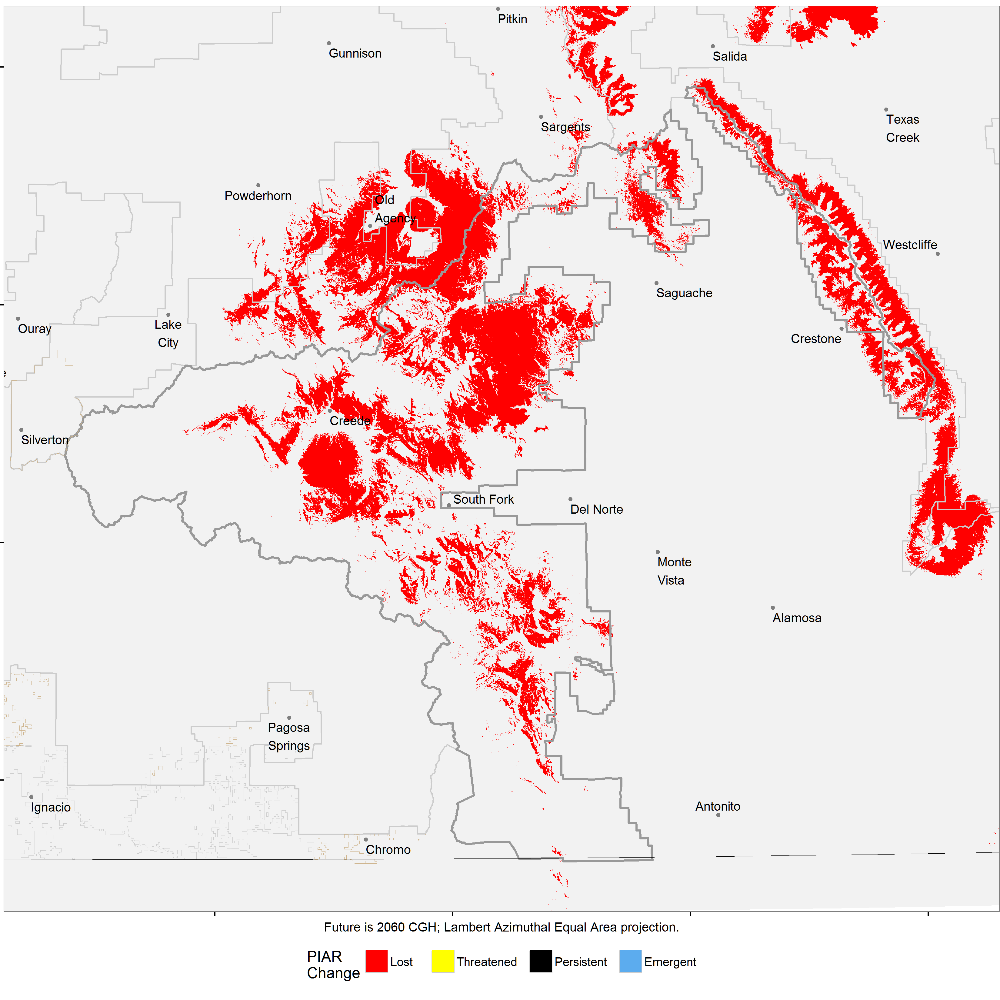 Pitkin
Gunnison
Salida
Texas
Creek
Sargents
Powderhorn
Old
Agency
Westcliffe
Saguache
Ouray
Lake
City
Crestone
e
Creede
Silverton
South Fork
Del Norte
Monte
Vista
Alamosa
Pagosa
Springs
Ignacio
Antonito
Chromo
Future is 2060 CGH; Lambert Azimuthal Equal Area projection.
PIAR
Change
Lost
Threatened
Persistent
Emergent